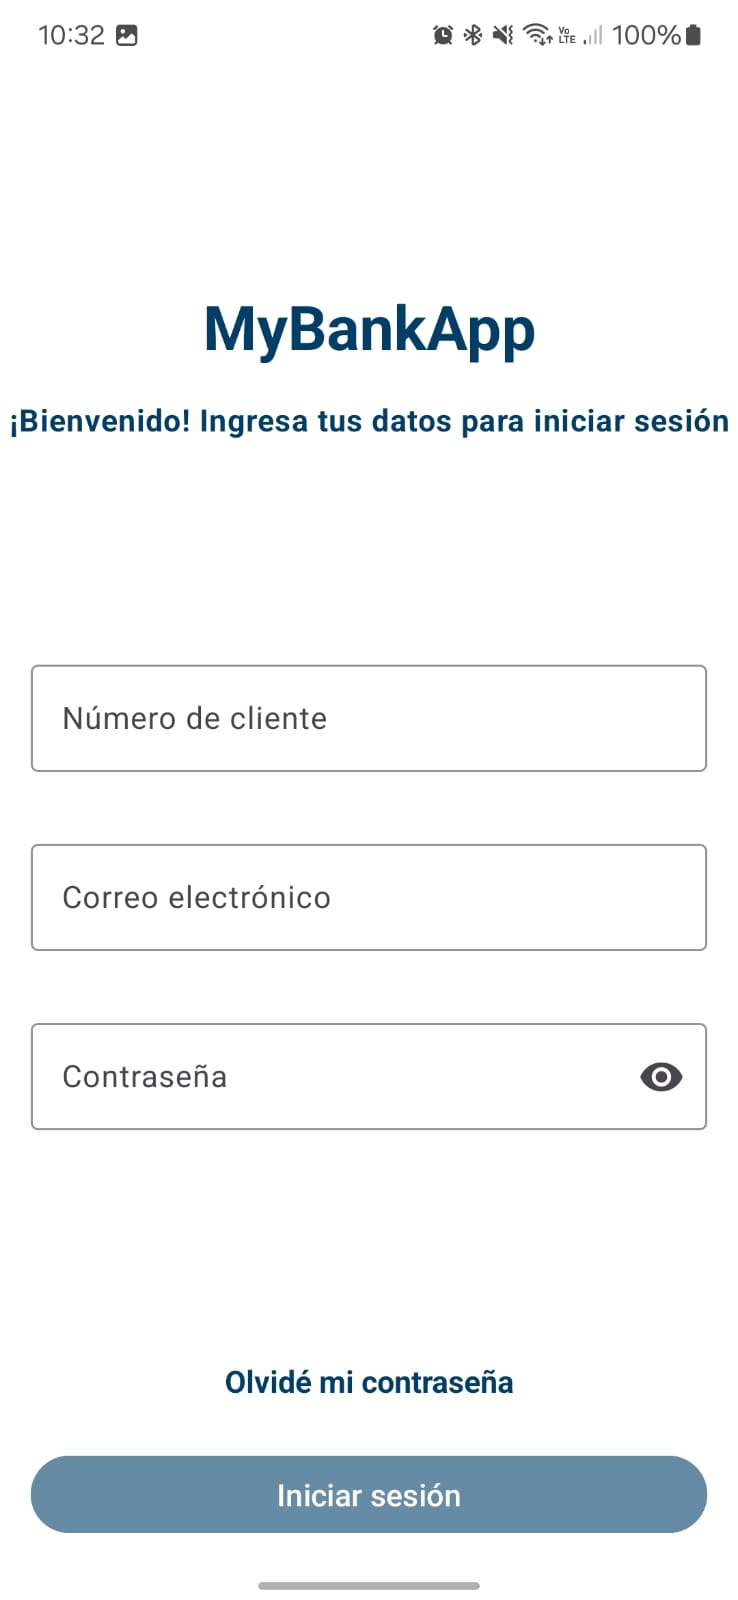 10:32
Vo LTE 100%
MyBankApp
¡Bienvenido! Ingresa tus datos para iniciar sesión
Número de cliente
Correo electrónico
Contraseña
Olvidé mi contraseña
Iniciar sesión